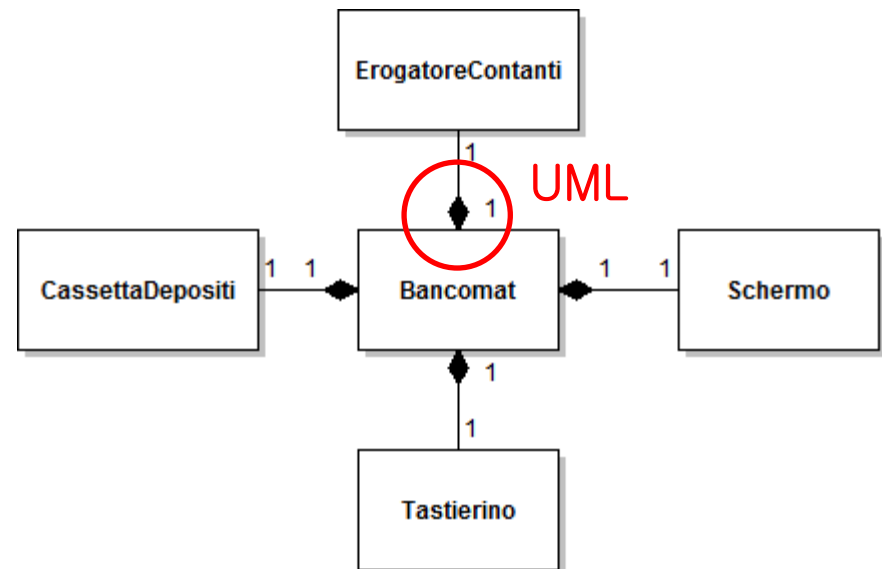 ErogatoreContanti
1
1
UML
CassettaDepositi
1 1
Bancomat
1 1
Schermo
1
1
Tastierino